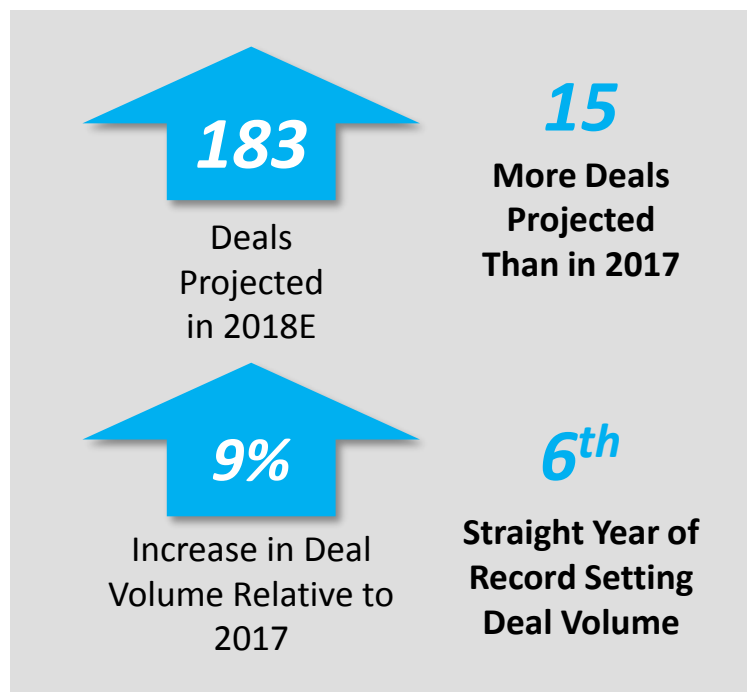 183
Deals
Projected
in 2018E
15
More Deals
Projected
Than in 2017
9%
Increase in Deal
Volume Relative to
2017
6th
Straight Year of
Record Setting
Deal Volume